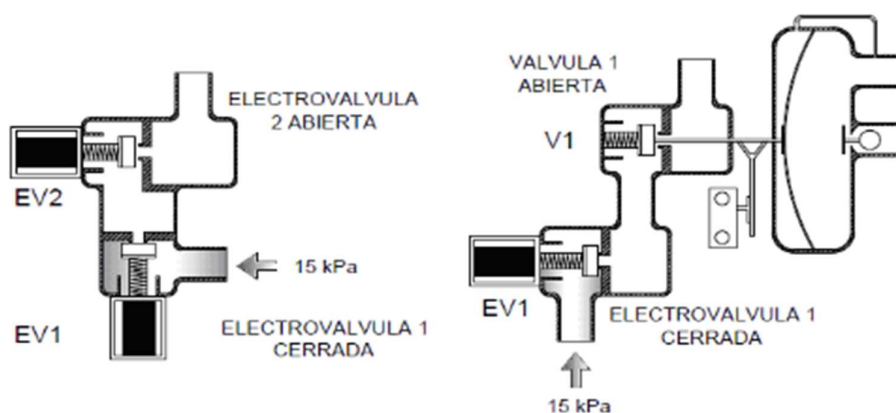 ELECTROVALVULA
2 ABIERTA
EV2
15 kPa
EV1
ELECTROVALVULA 1
CERRADA
VALVULA 1
ABIERTA
V1
EV1
ELECTROVALVULA 1
CERRADA
15 kPa